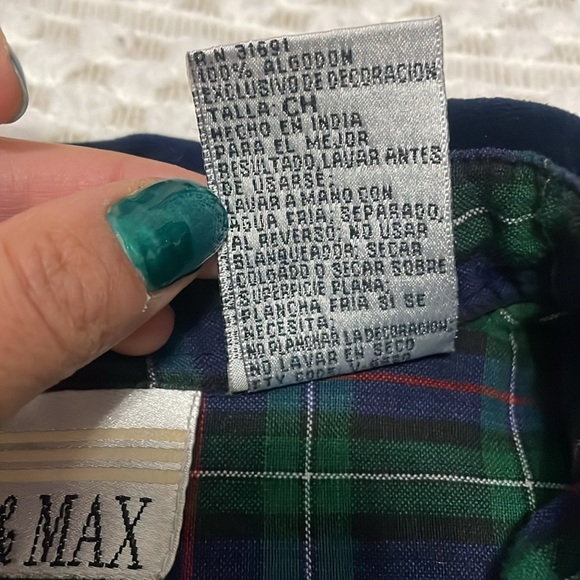 R.N. 31691
100% ALGODON
EXCLUSIVO DE DECORACION
TALLA: CH
HECHO EN INDIA
PARA EL MEJOR
RESULTADO, LAVAR ANTES
DE USARSE.
LAVAR A MANO CON
AGUA FRIA; SEPARADO,
AL REVERSO; NO USAR
BLANQUEADOR; SECAR
COLGADO O SECAR SOBRE
SUPERFICIE PLANA;
PLANCHA FRIA SI SE
NECESITA;
NO PLANCHAR LA DECORACION
NO LAVAR EN SECO
& MAX